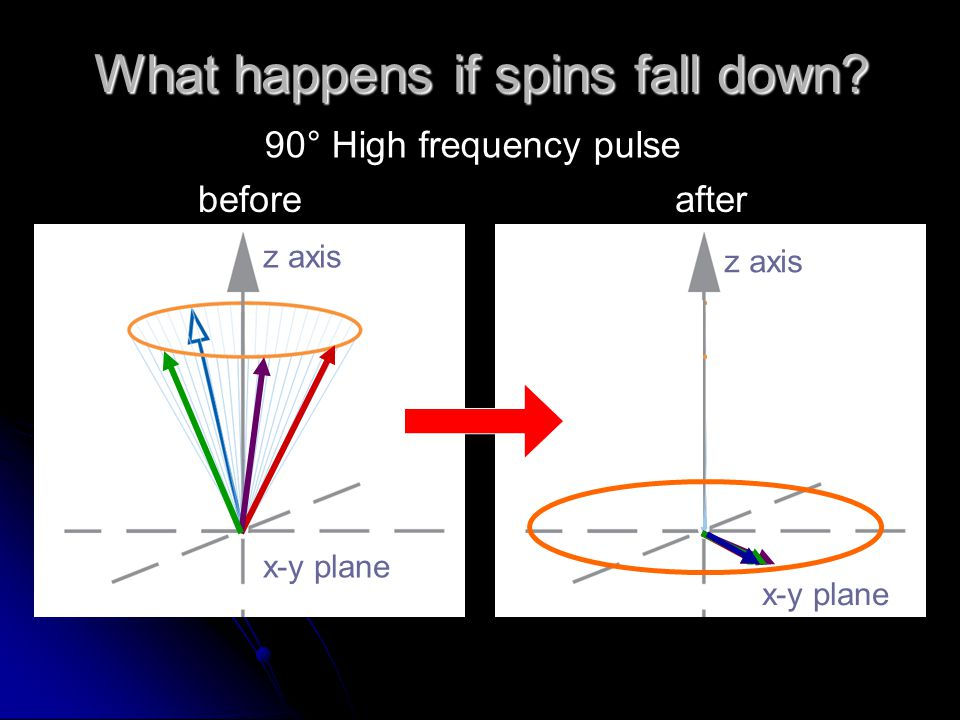 What happens if spins fall down?
90° High frequency pulse
before
after
z axis
x-y plane
z axis
x-y plane